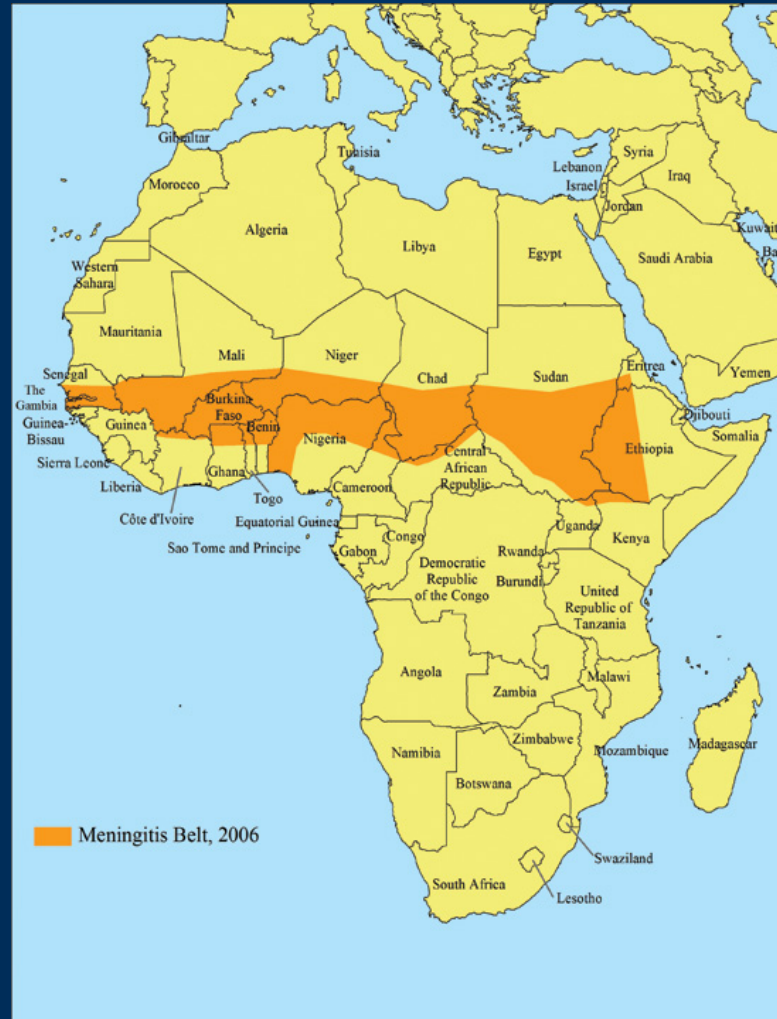 Gibraltar
Tunisia
Morocco
Lebanon
Israel
Syria
Iraq
Jordan
Kuwait
Ba
Algeria
Libya
Egypt
Saudi Arabia
Western
Sahara
Mauritania
Mali
Niger
Chad
Sudan
Eritrea
Yemen
Senegal
The
Gambia
Guinea-
Bissau
Guinea
Burkina
Faso
Benin
Nigeria
Djibouti
Somalia
Ethiopia
Sierra Leone
Liberia
Ghana
Togo
Côte d'Ivoire
Cameroon
Central
African
Republic
Equatorial Guinea
Sao Tome and Principe
Gabon
Congo
Uganda
Kenya
Rwanda
Burundi
Democratic
Republic
of the Congo
United
Republic of
Tanzania
Angola
Zambia
Malawi
Namibia
Zimbabwe
Mozambique
Madagascar
Botswana
Meningitis Belt, 2006
Swaziland
South Africa
Lesotho